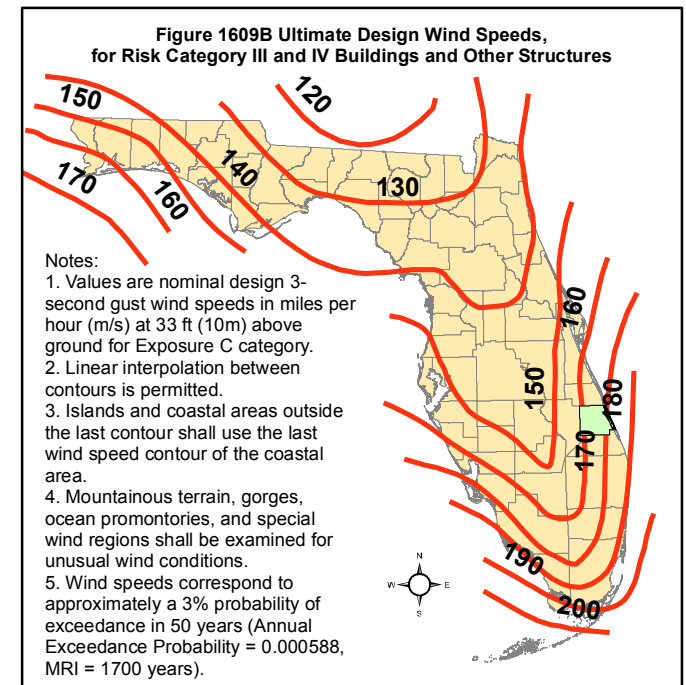 Figure 1609B Ultimate Design Wind Speeds,
for Risk Category III and IV Buildings and Other Structures
120
150
140
130
170
160
Notes:
1. Values are nominal design 3-
second gust wind speeds in miles per
hour (m/s) at 33 ft (10m) above
ground for Exposure C category.
2. Linear interpolation between
contours is permitted.
3. Islands and coastal areas outside
the last contour shall use the last
wind speed contour of the coastal
area.
4. Mountainous terrain, gorges,
ocean promontories, and special
wind regions shall be examined for
unusual wind conditions.
5. Wind speeds correspond to
approximately a 3% probability of
exceedance in 50 years (Annual
Exceedance Probability = 0.000588,
MRI = 1700 years).
160
150
180
170
190
200
N
W E
S